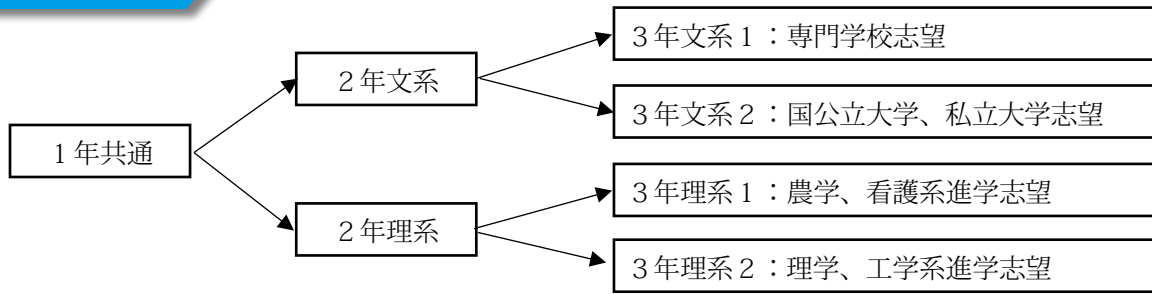 １年共通
２年文系
２年理系
３年文系１：専門学校志望
３年文系２：国公立大学、私立大学志望
３年理系１：農学、看護系進学志望
３年理系２：理学、工学系進学志望